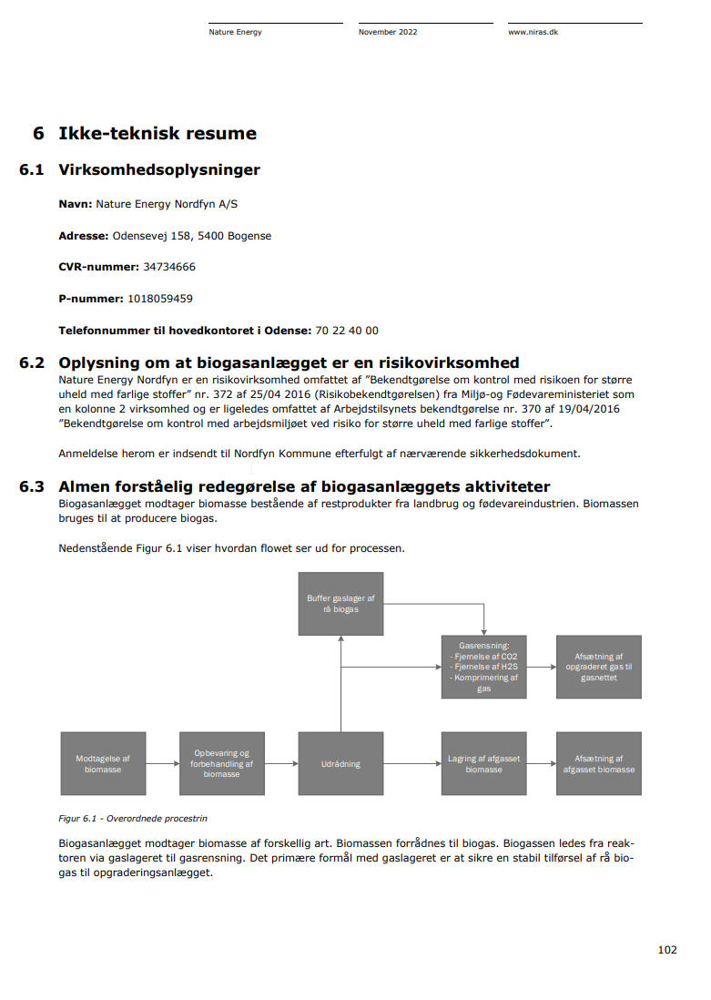 Nature Energy
November 2022
www.niras.dk
6 Ikke-teknisk resume
6.1 Virksomhedsoplysninger
Navn: Nature Energy Nordfyn A/S
Adresse: Odensevej 158, 5400 Bogense
CVR-nummer: 34734666
P-nummer: 1018059459
Telefonnummer til hovedkontoret i Odense: 70 22 40 00
6.2 Oplysning om at biogasanlægget er en risikovirksomhed
Nature Energy Nordfyn er en risikovirksomhed omfattet af ”Bekendtgørelse om kontrol med risikoen for større
uheld med farlige stoffer” nr. 372 af 25/04 2016 (Risikobekendtgørelsen) fra Miljø-og Fødevareministeriet som
en kolonne 2 virksomhed og er ligeledes omfattet af Arbejdstilsynets bekendtgørelse nr. 370 af 19/04/2016
”Bekendtgørelse om kontrol med arbejdsmiljøet ved risiko for større uheld med farlige stoffer”.
Anmeldelse herom er indsendt til Nordfyn Kommune efterfulgt af nærværende sikkerhedsdokument.
6.3 Almen forståelig redegørelse af biogasanlæggets aktiviteter
Biogasanlægget modtager biomasse bestående af restprodukter fra landbrug og fødevareindustrien. Biomassen
bruges til at producere biogas.
Nedenstående Figur 6.1 viser hvordan flowet ser ud for processen.
Buffer gaslager af
rå biogas
Gasrensning:
- Fjernelse af CO2
- Fjernelse af H2S
- Komprimering af
gas
Afsætning af
opgraderet gas til
gasnettet
Modtagelse af
biomasse
Opbevaring og
forbehandling af
biomasse
Udrådning
Lagring af afgasset
biomasse
Afsætning af
afgasset biomasse
Figur 6.1 - Overordnede procestrin
Biogasanlægget modtager biomasse af forskellig art. Biomassen forrådnes til biogas. Biogassen ledes fra reak-
toren via gaslageret til gasrensning. Det primære formål med gaslageret er at sikre en stabil tilførsel af rå bio-
gas til opgraderingsanlægget.
102